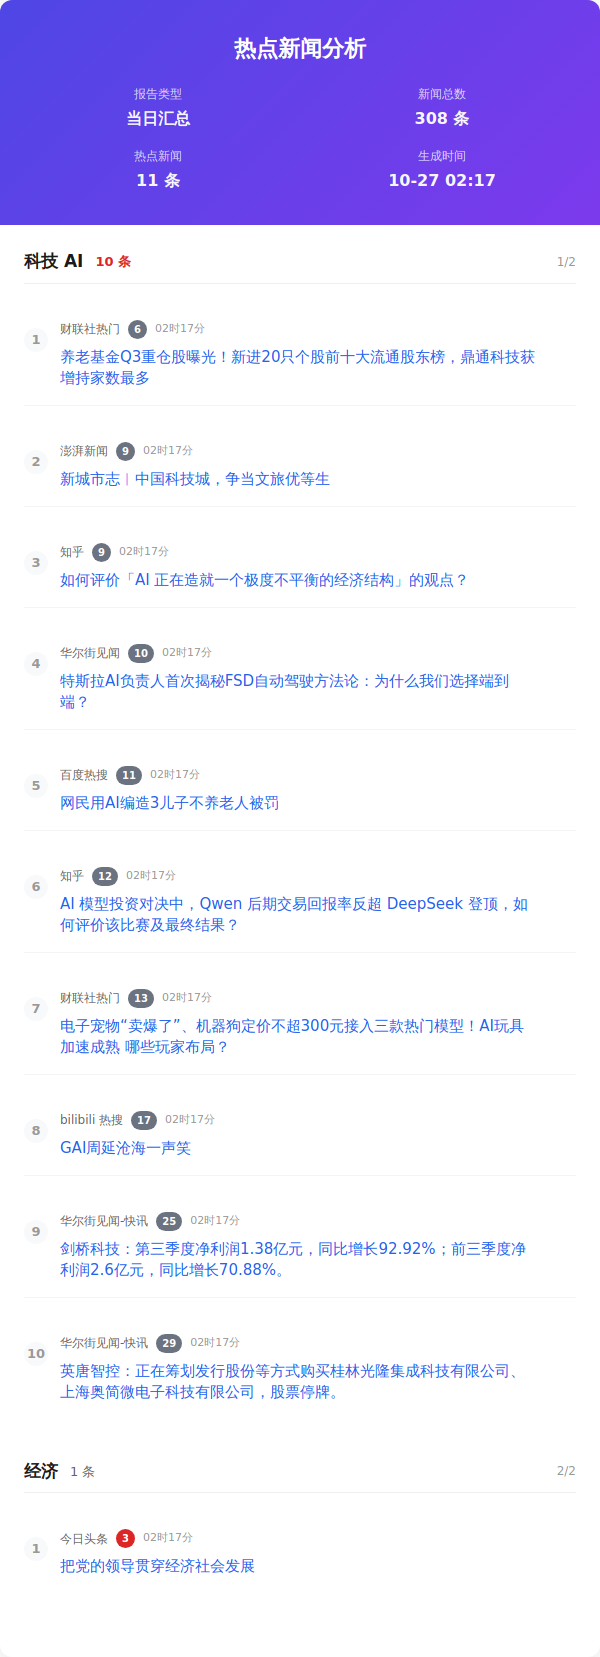 热点新闻分析
报告类型
新闻总数
当日汇总
308 条
热点新闻
生成时间
11 条
10-27 02:17
科技 AI 10 条 1/2
1
财联社热门 6 02时17分
养老基金Q3重仓股曝光！新进20只个股前十大流通股东榜，鼎通科技获
增持家数最多
2
澎湃新闻 9 02时17分
新城市志｜中国科技城，争当文旅优等生
3
知乎 9 02时17分
如何评价「AI 正在造就一个极度不平衡的经济结构」的观点？
4
华尔街见闻 10 02时17分
特斯拉AI负责人首次揭秘FSD自动驾驶方法论：为什么我们选择端到
端？
5
百度热搜 11 02时17分
网民用AI编造3儿子不养老人被罚
6
知乎 12 02时17分
AI 模型投资对决中，Qwen 后期交易回报率反超 DeepSeek 登顶，如
何评价该比赛及最终结果？
7
财联社热门 13 02时17分
电子宠物“卖爆了”、机器狗定价不超300元接入三款热门模型！AI玩具
加速成熟 哪些玩家布局？
8
bilibili 热搜 17 02时17分
GAI周延沧海一声笑
9
华尔街见闻-快讯 25 02时17分
剑桥科技：第三季度净利润1.38亿元，同比增长92.92%；前三季度净
利润2.6亿元，同比增长70.88%。
10
华尔街见闻-快讯 29 02时17分
英唐智控：正在筹划发行股份等方式购买桂林光隆集成科技有限公司、
上海奥简微电子科技有限公司，股票停牌。
经济 1 条 2/2
1
今日头条 3 02时17分
把党的领导贯穿经济社会发展